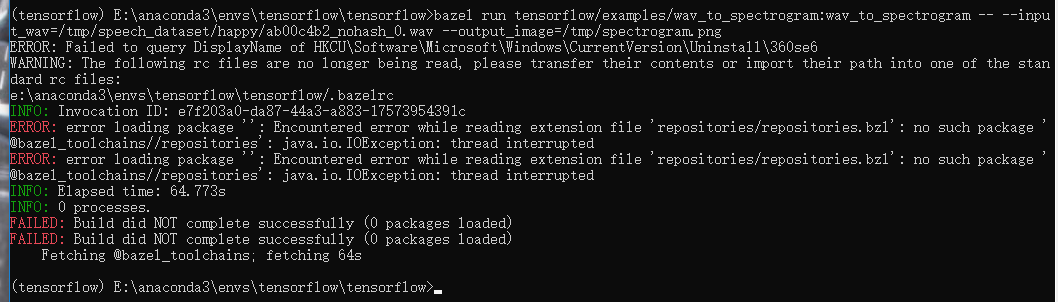 (tensorflow) E:\anaconda3\envs\tensorflow\tensorflow>bazel run tensorflow/examples/wav_to_spectrogram:wav_to_spectrogram -- --inpu
t_wav=/tmp/speech_dataset/happy/ab00c4b2_nohash_0.wav --output_image=/tmp/spectrogram.png
ERROR: Failed to query DisplayName of HKCU\Software\Microsoft\Windows\CurrentVersion\Uninstall\360se6
WARNING: The following rc files are no longer being read, please transfer their contents or import their path into one of the stan
dard rc files:
e:\anaconda3\envs\tensorflow\tensorflow/.bazelrc
INFO: Invocation ID: e7f203a0-da87-44a3-a883-17573954391c
ERROR: error loading package '': Encountered error while reading extension file 'repositories/repositories.bzl': no such package '
@bazel_toolchains//repositories': java.io.IOException: thread interrupted
ERROR: error loading package '': Encountered error while reading extension file 'repositories/repositories.bzl': no such package '
@bazel_toolchains//repositories': java.io.IOException: thread interrupted
INFO: Elapsed time: 64.773s
INFO: 0 processes.
FAILED: Build did NOT complete successfully (0 packages loaded)
FAILED: Build did NOT complete successfully (0 packages loaded)
    Fetching @bazel_toolchains; fetching 64s
(tensorflow) E:\anaconda3\envs\tensorflow\tensorflow>